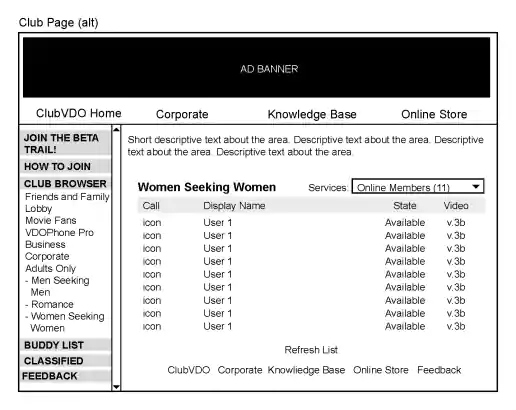 Club Page (alt)
AD BANNER
ClubVDO Home Corporate Knowledge Base Online Store
JOIN THE BETA
TRAIL!
HOW TO JOIN
CLUB BROWSER
Friends and Family
Lobby
Movie Fans
VDOPhone Pro
Business
Corporate
Adults Only
- Men Seeking
Men
- Romance
- Women Seeking
Women
BUDDY LIST
CLASSIFIED
FEEDBACK
Short descriptive text about the area. Descriptive text about the area. Descriptive
text about the area. Descriptive text about the area.
Women Seeking Women Services: Online Members (11)
Call Display Name State Video
icon User 1 Available v.3b
icon User 1 Available v.3b
icon User 1 Available v.3b
icon User 1 Available v.3b
icon User 1 Available v.3b
icon User 1 Available v.3b
icon User 1 Available v.3b
icon User 1 Available v.3b
icon User 1 Available v.3b
Refresh List
ClubVDO Corporate Knowliedge Base Online Store Feedback